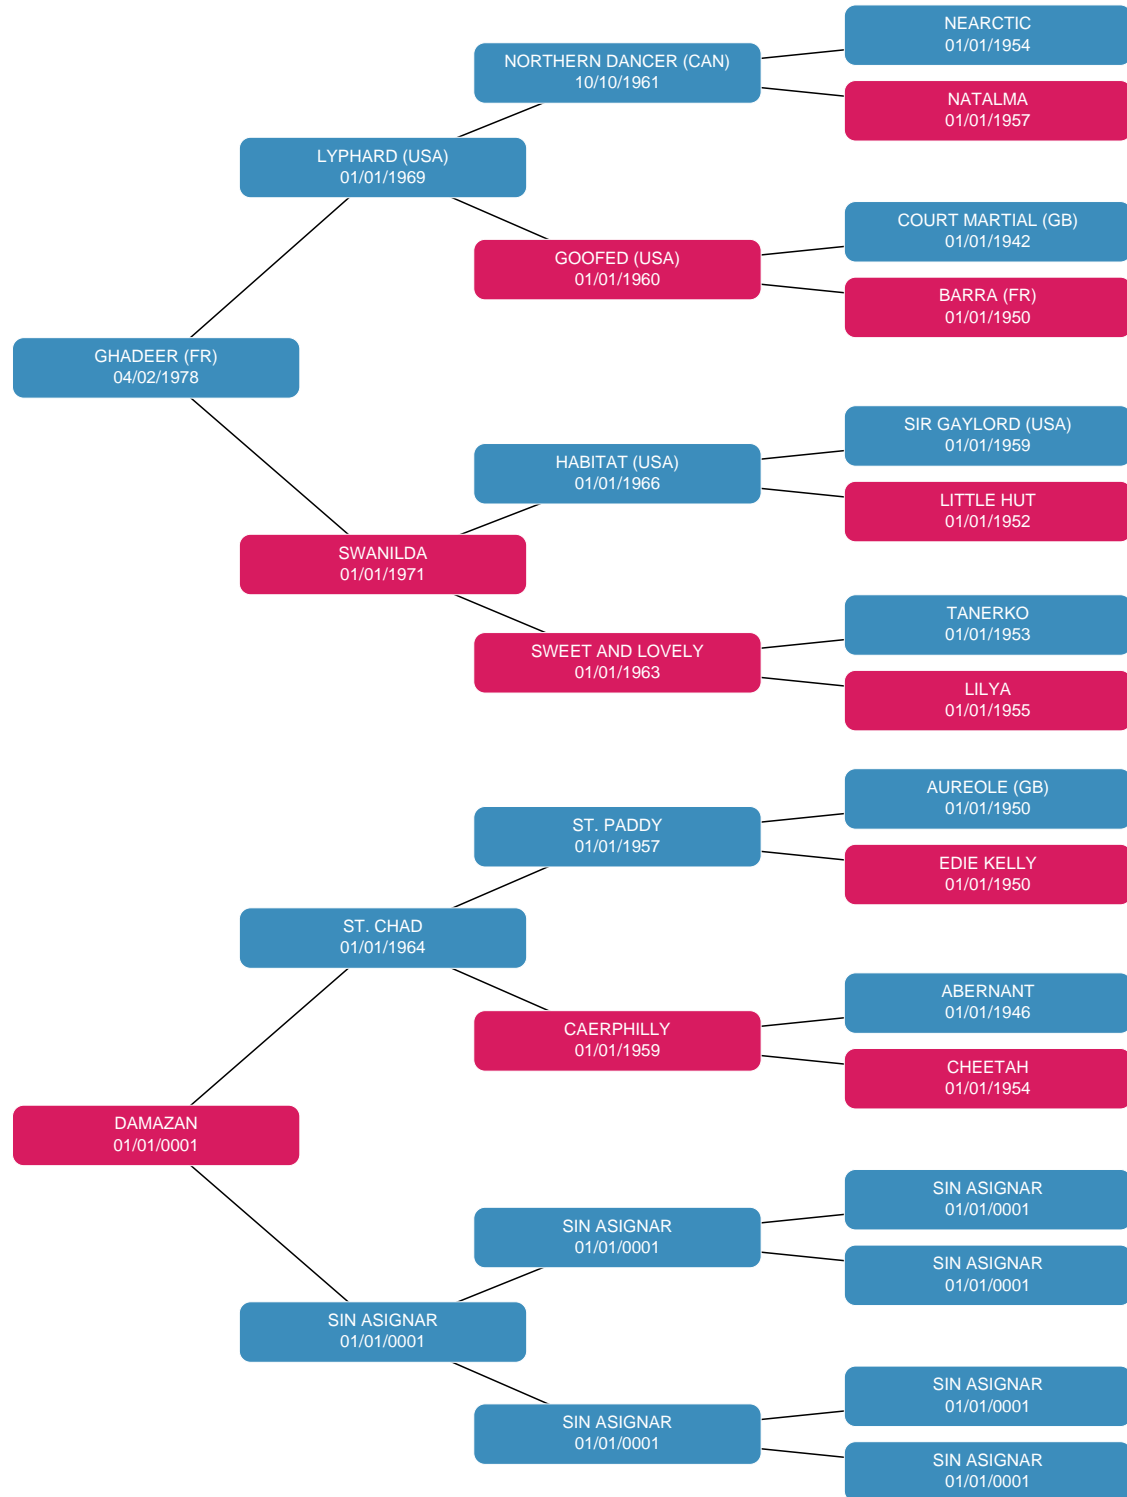 NEARCTIC
01/01/1954
NORTHERN DANCER (CAN)
10/10/1961
NATALMA
01/01/1957
LYPHARD (USA)
01/01/1969
COURT MARTIAL (GB)
01/01/1942
GOOFED (USA)
01/01/1960
BARRA (FR)
01/01/1950
GHADEER (FR)
04/02/1978
SIR GAYLORD (USA)
01/01/1959
HABITAT (USA)
01/01/1966
LITTLE HUT
01/01/1952
SWANILDA
01/01/1971
TANERKO
01/01/1953
SWEET AND LOVELY
01/01/1963
LILYA
01/01/1955
AUREOLE (GB)
01/01/1950
ST. PADDY
01/01/1957
EDIE KELLY
01/01/1950
ST. CHAD
01/01/1964
ABERNANT
01/01/1946
CAERPHILLY
01/01/1959
CHEETAH
01/01/1954
DAMAZAN
01/01/0001
SIN ASIGNAR
01/01/0001
SIN ASIGNAR
01/01/0001
SIN ASIGNAR
01/01/0001
SIN ASIGNAR
01/01/0001
SIN ASIGNAR
01/01/0001
SIN ASIGNAR
01/01/0001
SIN ASIGNAR
01/01/0001